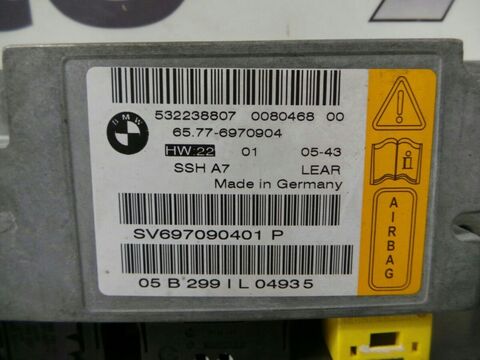 BMW
532238807 0080468 00
65.77-6970904
HW:22 01 05-43
SSH A7 LEAR
Made in Germany
SV697090401 P
05 B 299 I L 04935
AIRBAG